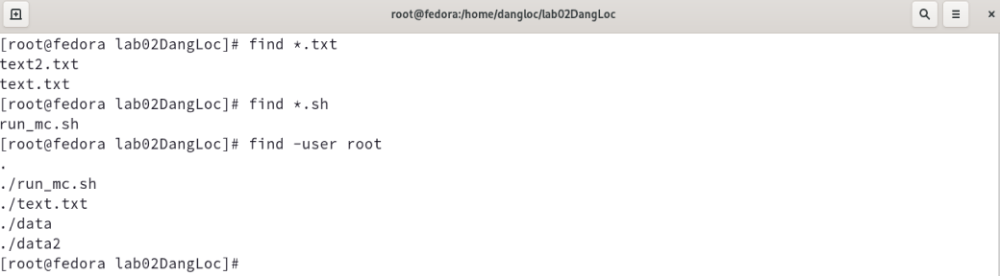 root@fedora:/home/dangloc/lab02DangLoc
[root@fedora lab02DangLoc]# find *.txt
text2.txt
text.txt
[root@fedora lab02DangLoc]# find *.sh
run_mc.sh
[root@fedora lab02DangLoc]# find -user root
.
./run_mc.sh
./text.txt
./data
./data2
[root@fedora lab02DangLoc]#